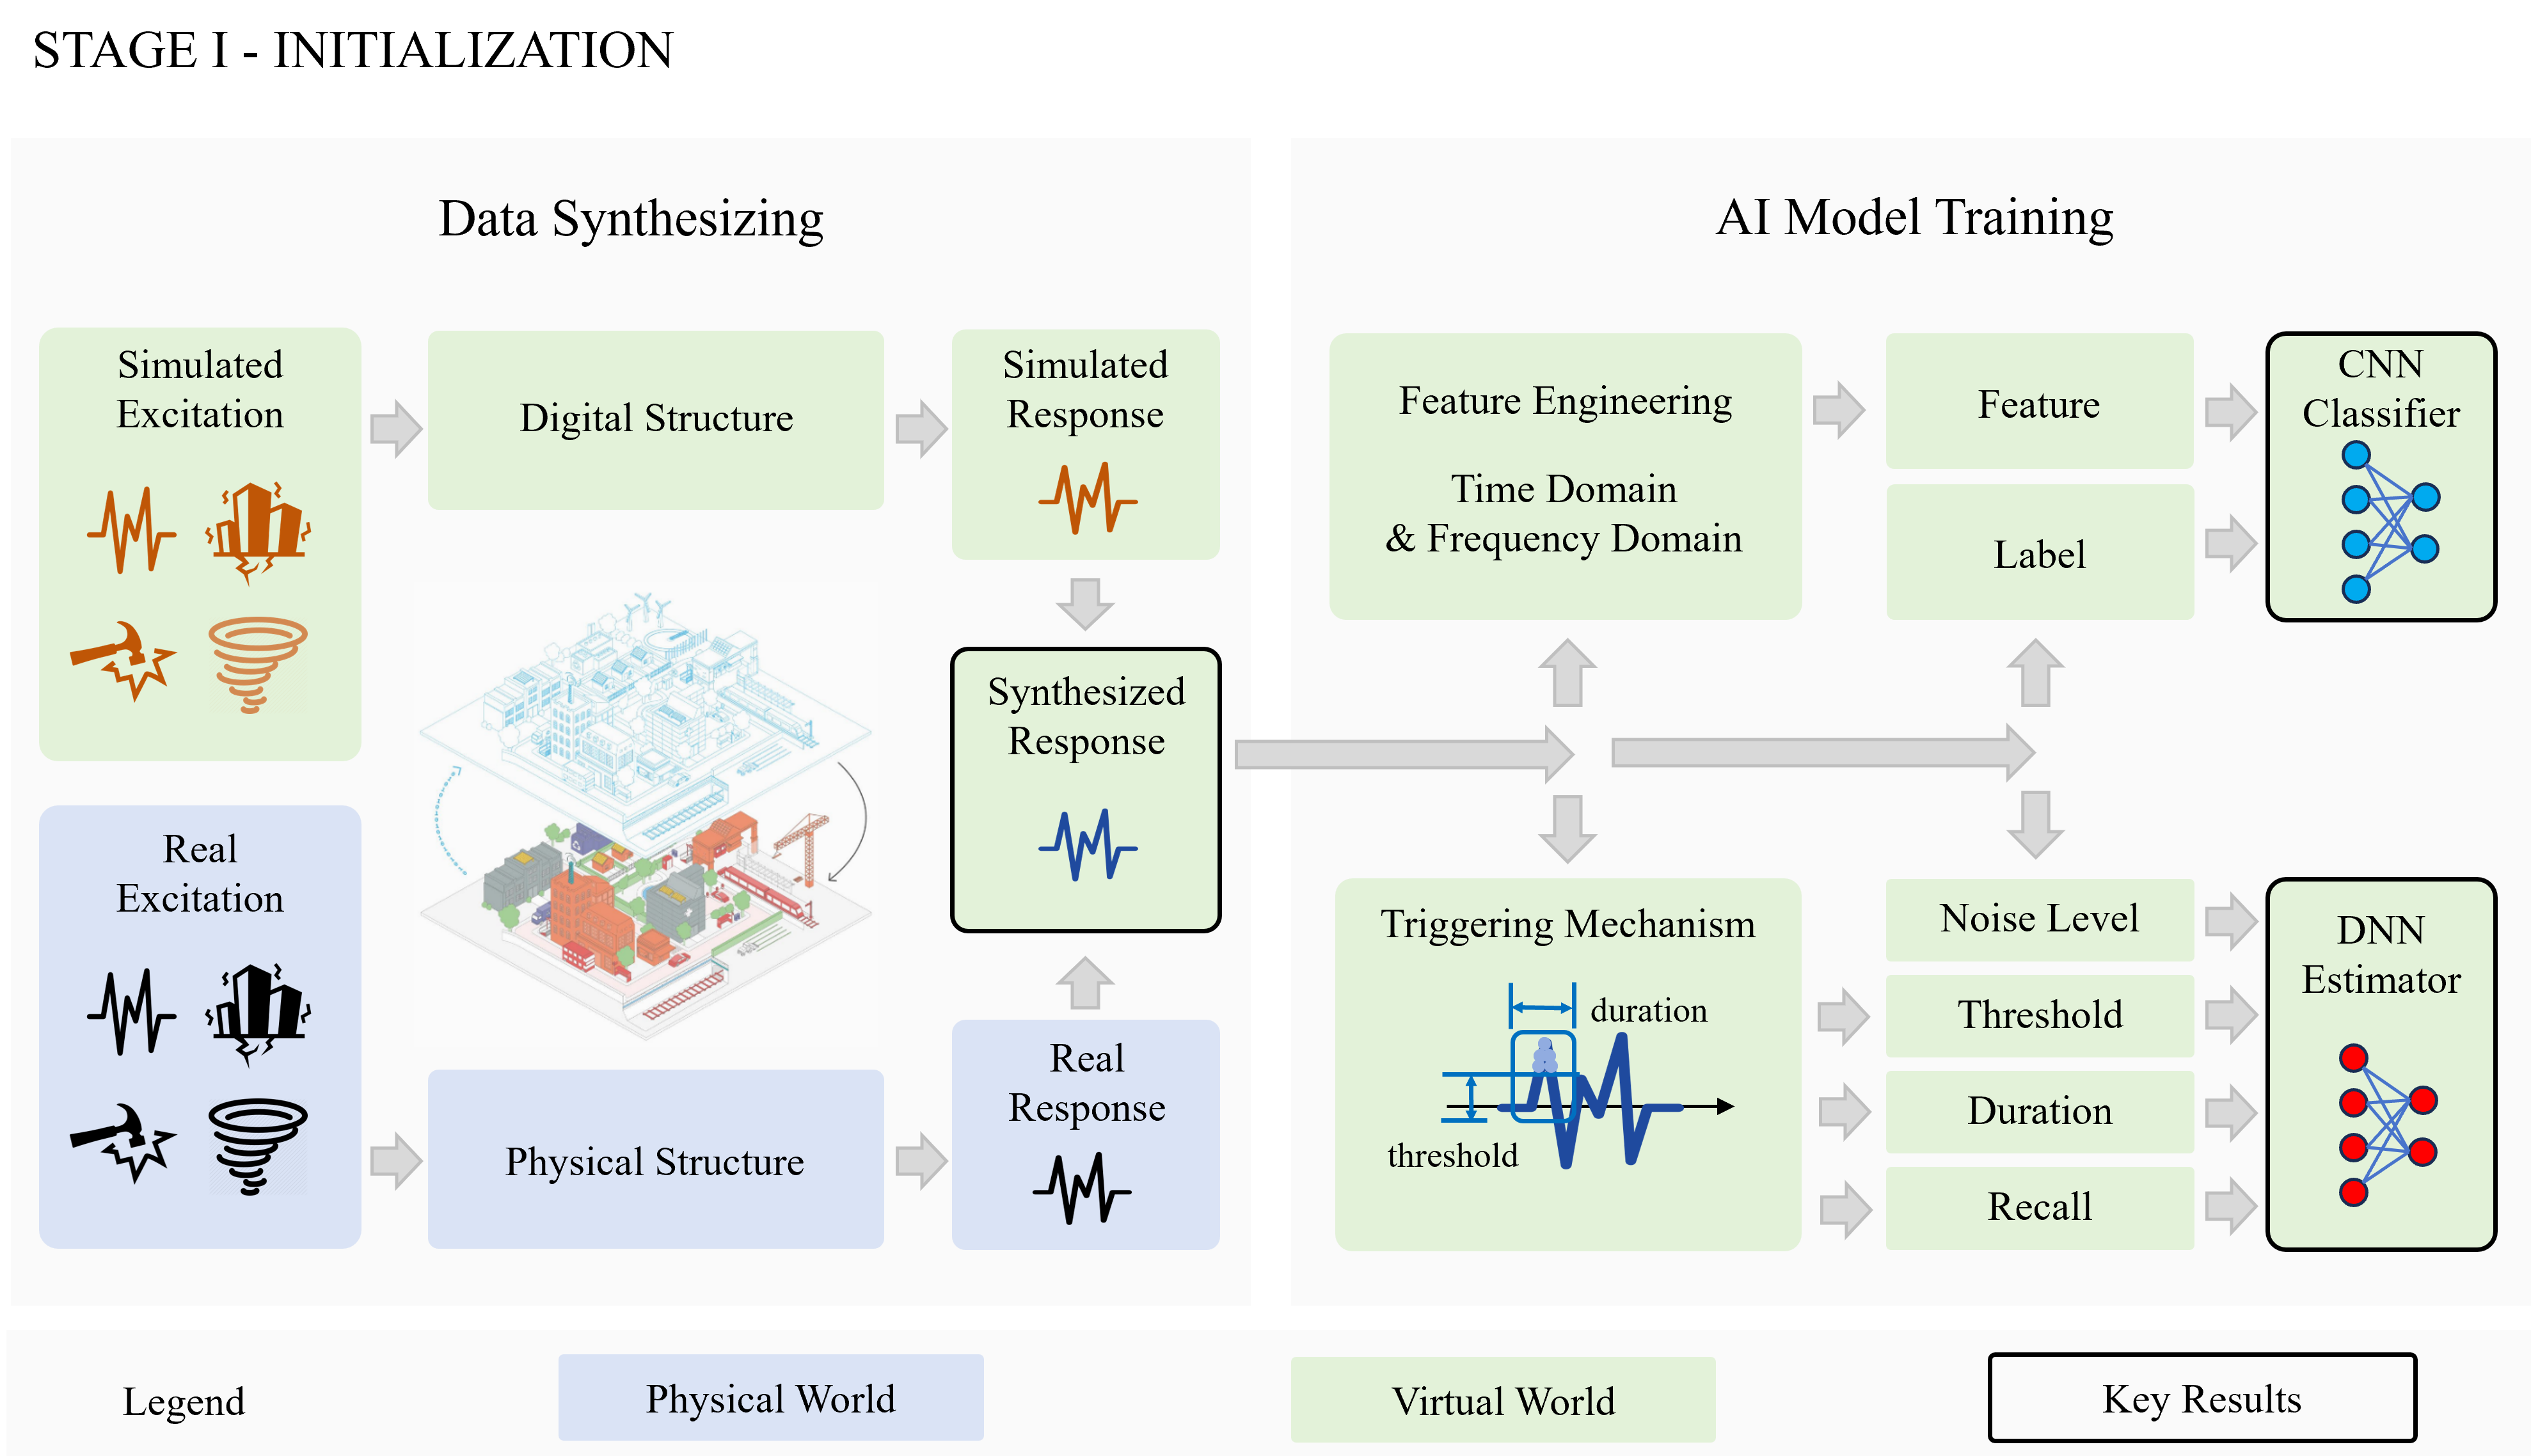 STAGE I - INITIALIZATION
Data Synthesizing
Simulated
Excitation
Digital Structure
Simulated
Response
Synthesized
Response
Real
Excitation
Physical Structure
Real
Response
AI Model Training
Feature Engineering
Time Domain
& Frequency Domain
Feature
Label
CNN
Classifier
Triggering Mechanism
duration
threshold
Noise Level
Threshold
Duration
Recall
DNN
Estimator
Legend
Physical World
Virtual World
Key Results